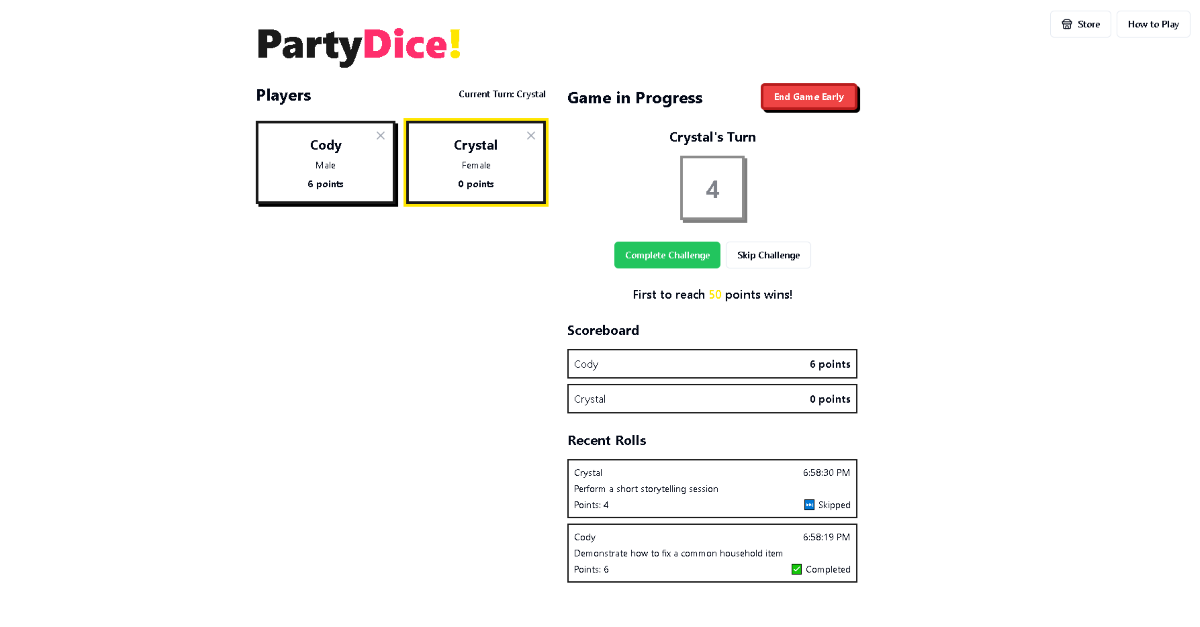 Store
How to Play
PartyDice!
Players
Current Turn: Crystal
Cody
Male
6 points
Crystal
Female
0 points
Game in Progress
End Game Early
Crystal's Turn
4
Complete Challenge
Skip Challenge
First to reach 50 points wins!
Scoreboard
Cody 6 points
Crystal 0 points
Recent Rolls
Crystal 6:58:30 PM
Perform a short storytelling session
Points: 4 Skipped
Cody 6:58:19 PM
Demonstrate how to fix a common household item
Points: 6 Completed